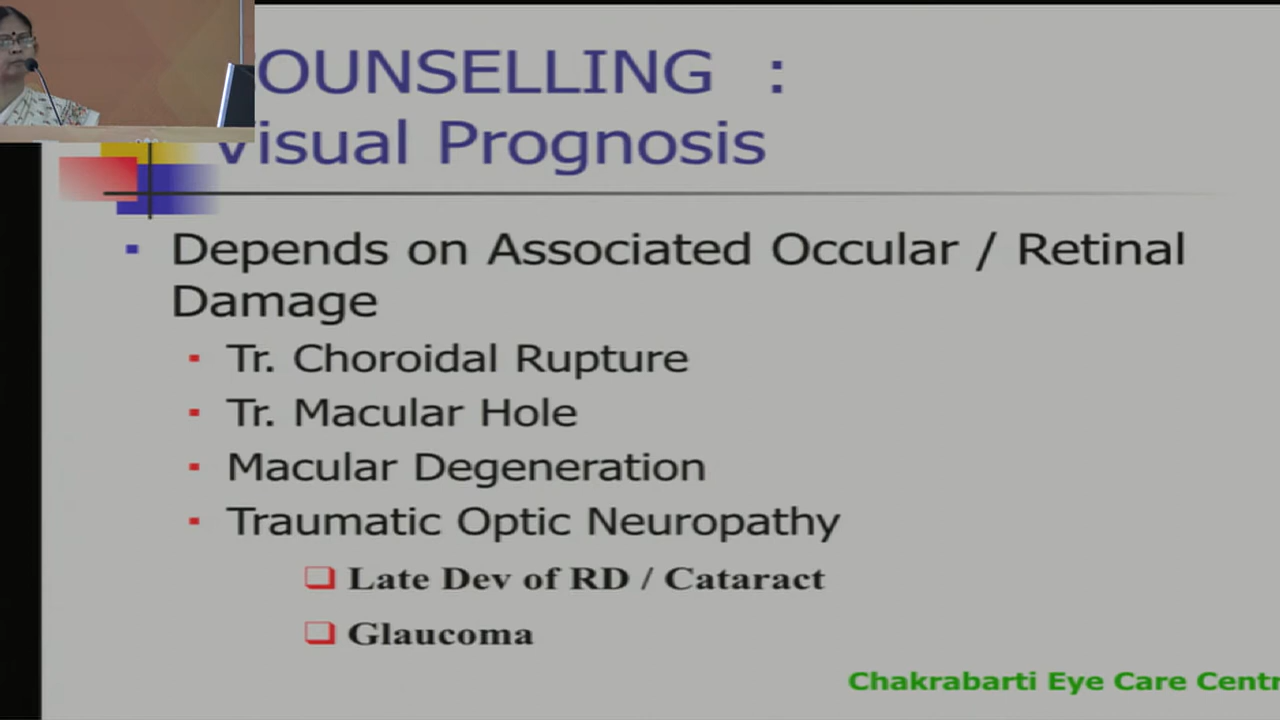 OUNSELLING :
Visual Prognosis
Depends on Associated Occular / Retinal
Damage
Tr. Choroidal Rupture
Tr. Macular Hole
Macular Degeneration
Traumatic Optic Neuropathy
Late Dev of RD / Cataract
Glaucoma
Chakrabarti Eye Care Centr